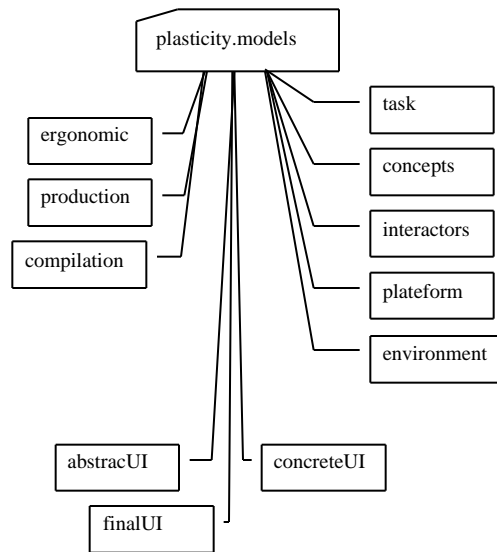 plasticity.models
task
ergonomic
concepts
production
interactors
compilation
plateform
environment
abstracUI
concreteUI
finalUI